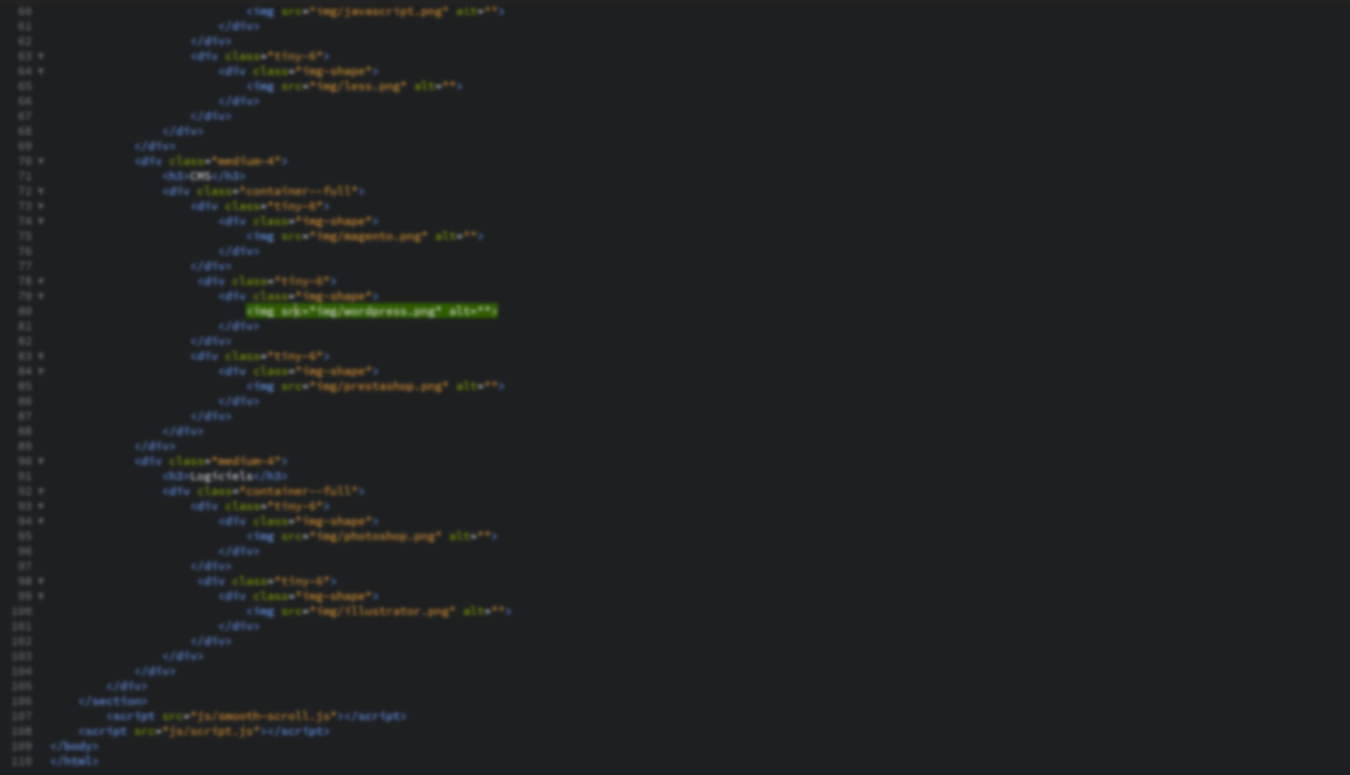 60 <img src="img/javascript.png" alt="">
61 </div>
62 </div>
63 <div class="tiny-6">
64 <div class="img-shape">
65 <img src="img/less.png" alt="">
66 </div>
67 </div>
68 </div>
69 </div>
70 <div class="medium-4">
71 <h3>CMS</h3>
72 <div class="container--full">
73 <div class="tiny-6">
74 <div class="img-shape">
75 <img src="img/magento.png" alt="">
76 </div>
77 </div>
78 <div class="tiny-6">
79 <div class="img-shape">
80 <img src="img/wordpress.png" alt="">
81 </div>
82 </div>
83 <div class="tiny-6">
84 <div class="img-shape">
85 <img src="img/prestashop.png" alt="">
86 </div>
87 </div>
88 </div>
89 </div>
90 <div class="medium-4">
91 <h3>Logiciels</h3>
92 <div class="container--full">
93 <div class="tiny-6">
94 <div class="img-shape">
95 <img src="img/photoshop.png" alt="">
96 </div>
97 </div>
98 <div class="tiny-6">
99 <div class="img-shape">
100 <img src="img/illustrator.png" alt="">
101 </div>
102 </div>
103 </div>
104 </div>
105 </div>
106 </section>
107 <script src="js/smooth-scroll.js"></script>
108 <script src="js/script.js"></script>
109 </body>
110 </html>